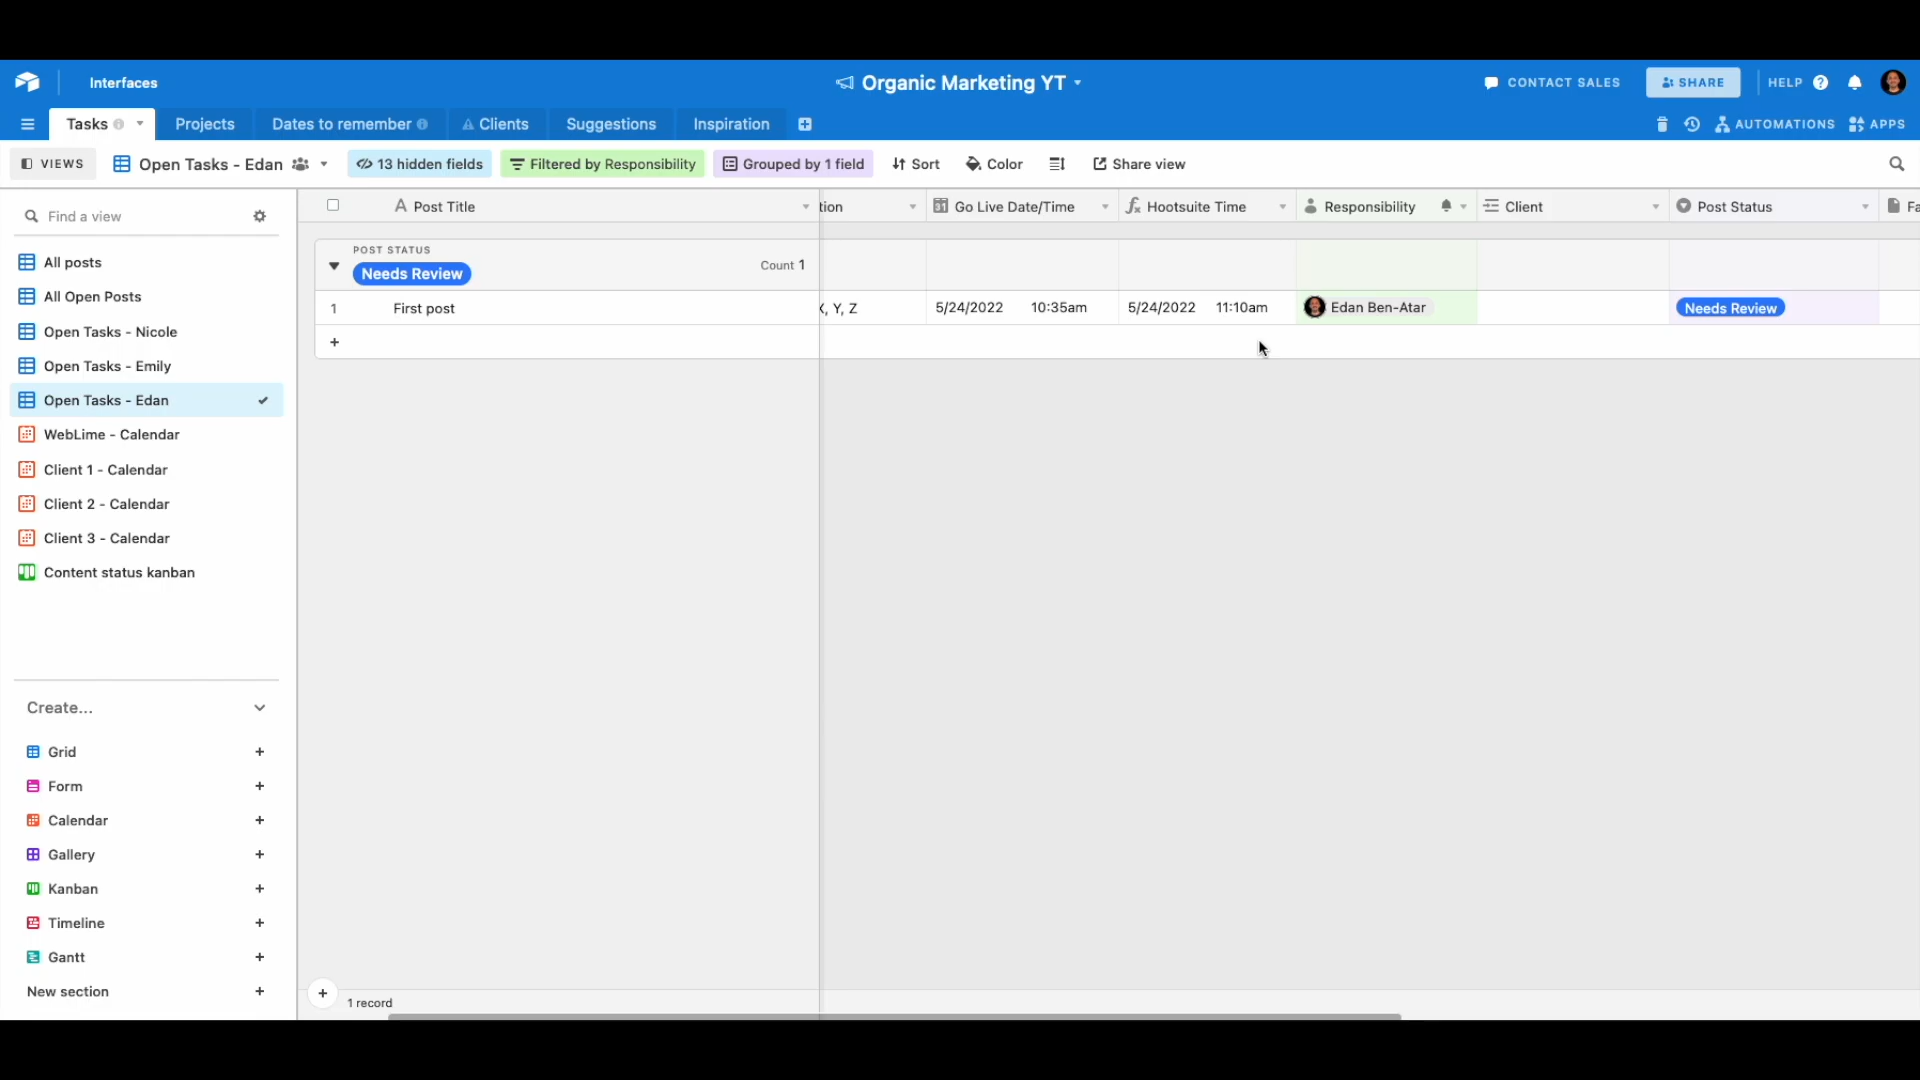 Interfaces
Organic Marketing YT
CONTACT SALES
SHARE
HELP
Tasks
Projects
Dates to remember
Clients
Suggestions
Inspiration
AUTOMATIONS
APPS
VIEWS
Open Tasks - Edan
13 hidden fields
Filtered by Responsibility
Grouped by 1 field
Sort
Color
Share view
Find a view
All posts
All Open Posts
Open Tasks - Nicole
Open Tasks - Emily
Open Tasks - Edan
WebLime - Calendar
Client 1 - Calendar
Client 2 - Calendar
Client 3 - Calendar
Content status kanban
Create...
Grid
Form
Calendar
Gallery
Kanban
Timeline
Gantt
New section
Post Title
tion
Go Live Date/Time
Hootsuite Time
Responsibility
Client
Post Status
Fa
POST STATUS
Needs Review
Count 1
1 First post X, Y, Z 5/24/2022 10:35am 5/24/2022 11:10am Edan Ben-Atar Needs Review
1 record